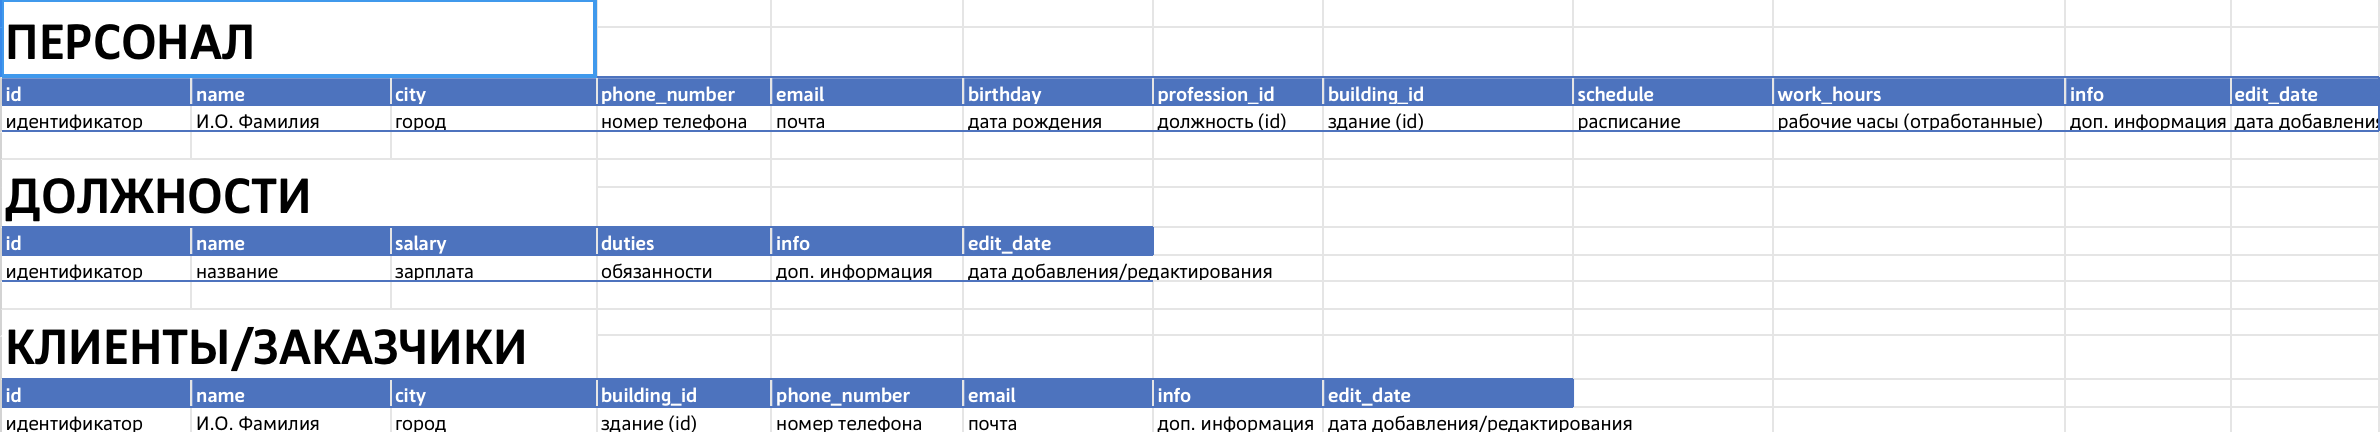 ПЕРСОНАЛ
id name city phone_number email birthday profession_id building_id schedule work_hours info edit_date
идентификатор И.О. Фамилия город номер телефона почта дата рождения должность (id) здание (id) расписание рабочие часы (отработанные) доп. информация дата
ДОЛЖНОСТИ
id name salary duties info edit_date
идентификатор название зарплата обязанности доп. информация дата добавления/редактирования
КЛИЕНТЫ/ЗАКАЗЧИКИ
id name city building_id phone_number email info edit_date
идентификатор И.О. Фамилия город здание (id) номер телефона почта доп. информация дата добавления/редактирования